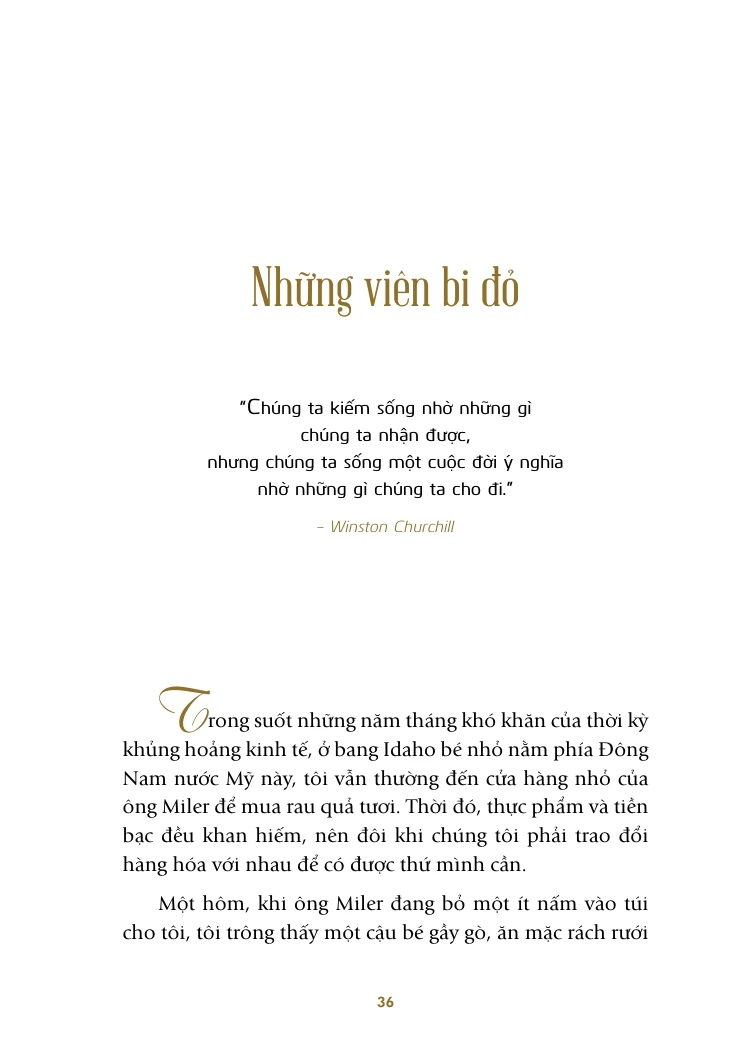 Những viên bi đỏ
“Chúng ta kiếm sống nhờ những gì
chúng ta nhận được,
nhưng chúng ta sống một cuộc đời ý nghĩa
nhờ những gì chúng ta cho đi.”
– Winston Churchill
Trong suốt những năm tháng khó khăn của thời kỳ
khủng hoảng kinh tế, ở bang Idaho bé nhỏ nằm phía Đông
Nam nước Mỹ này, tôi vẫn thường đến cửa hàng nhỏ của
ông Miler để mua rau quả tươi. Thời đó, thực phẩm và tiền
bạc đều khan hiếm, nên đôi khi chúng tôi phải trao đổi
hàng hóa với nhau để có được thứ mình cần.
Một hôm, khi ông Miler đang bỏ một ít nấm vào túi
cho tôi, tôi trông thấy một cậu bé gầy gò, ăn mặc rách rưới
36